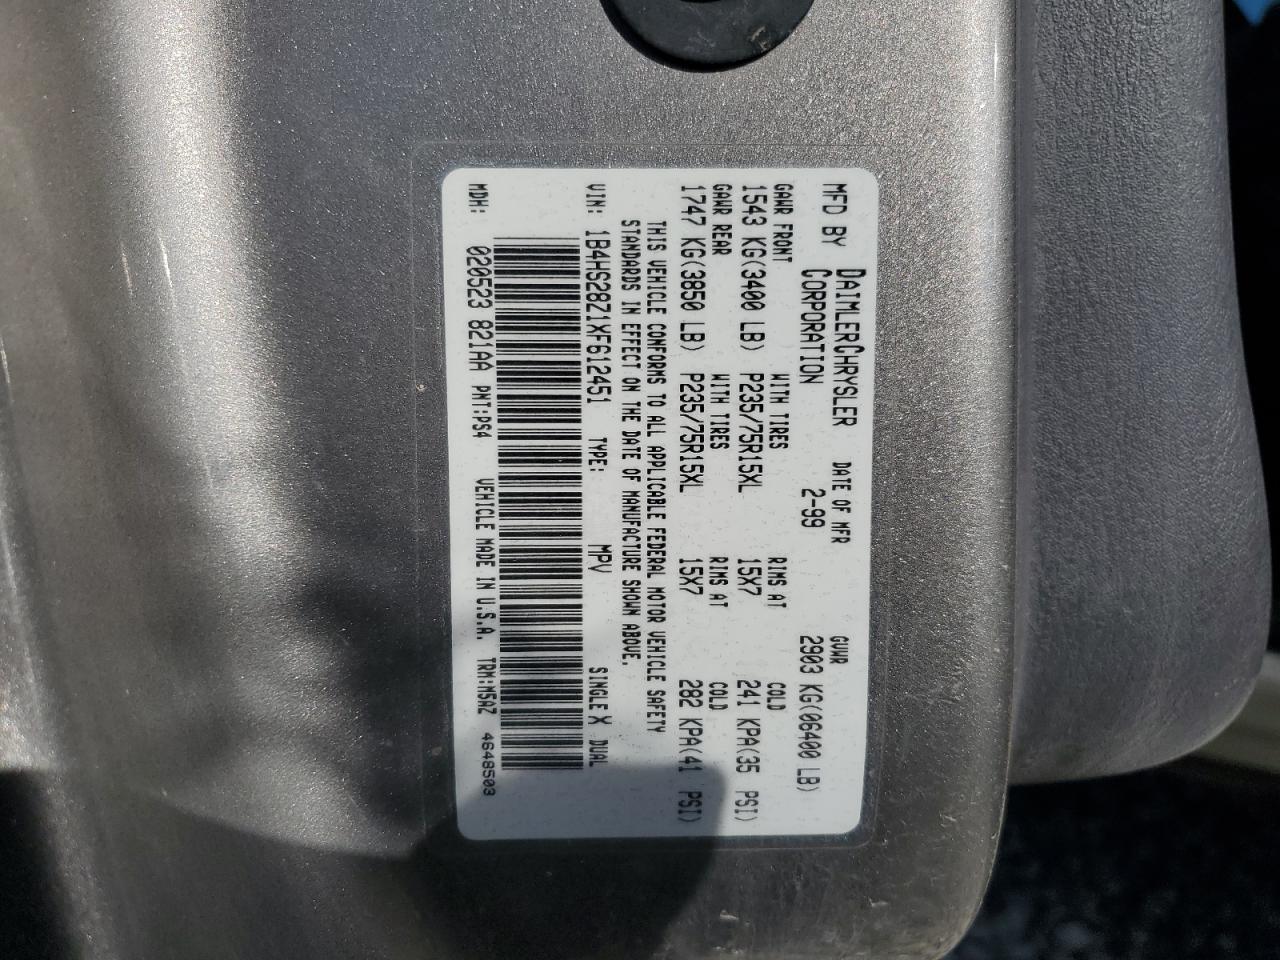 MFD BY DAIMLERCHRYSLER CORPORATION DATE OF MFR 2-99 GVWR 2903 KG(06400 LB)
GAWR FRONT WITH TIRES RIMS AT COLD
1543 KG(3400 LB) P235/75R15XL 15X7 241 KPA(35 PSI)
GAWR REAR WITH TIRES RIMS AT COLD
1747 KG(3850 LB) P235/75R15XL 15X7 282 KPA(41 PSI)
THIS VEHICLE CONFORMS TO ALL APPLICABLE FEDERAL MOTOR VEHICLE SAFETY
STANDARDS IN EFFECT ON THE DATE OF MANUFACTURE SHOWN ABOVE.
VIN: 1B4HS28Z1XF612451 TYPE: MPV SINGLE X DUAL
MDH: 020523 821AA PNT:PS4 VEHICLE MADE IN U.S.A. TRM:M5AZ 4648503